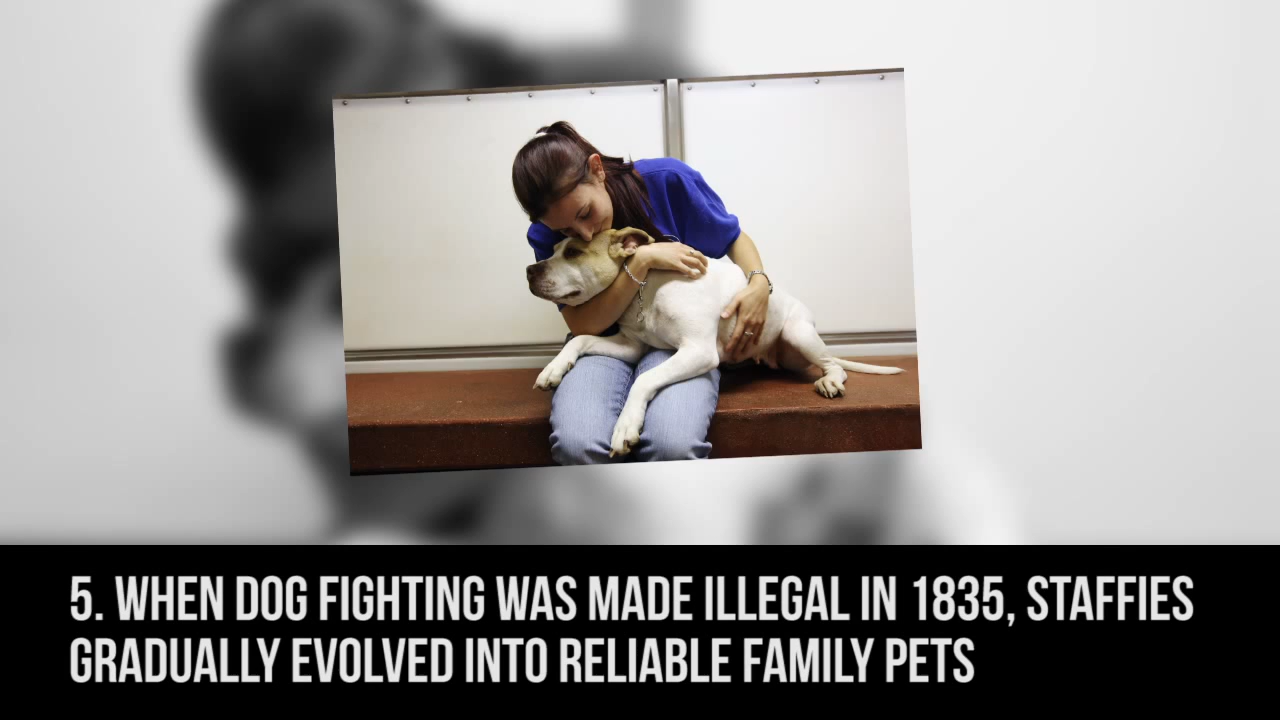 5. WHEN DOG FIGHTING WAS MADE ILLEGAL IN 1835, STAFFIES
GRADUALLY EVOLVED INTO RELIABLE FAMILY PETS